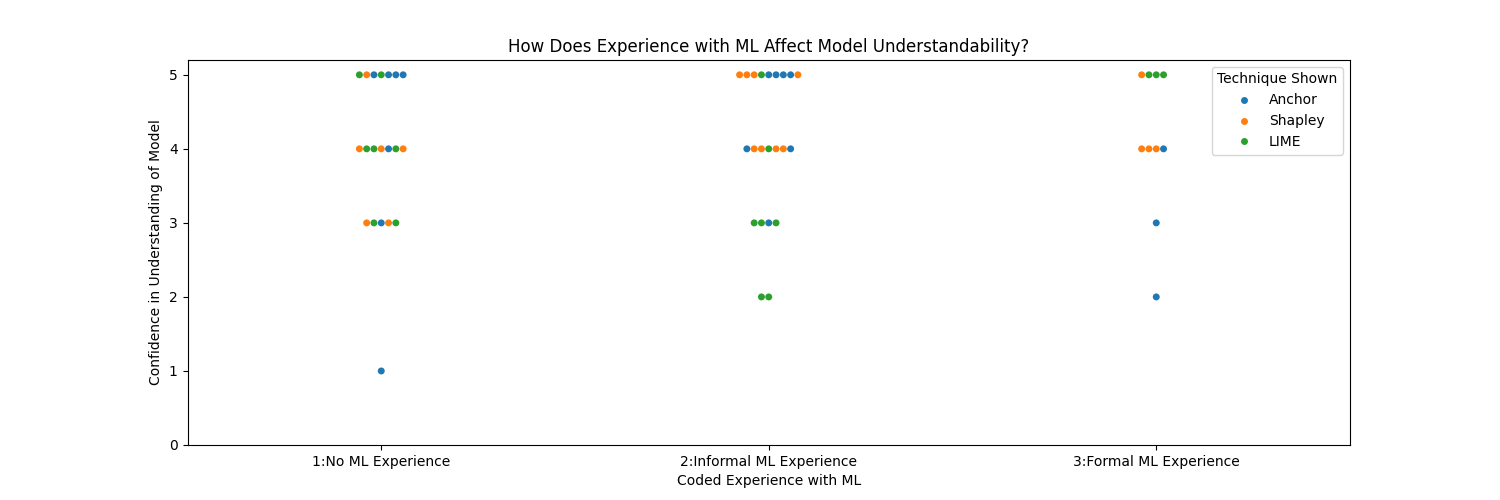 How Does Experience with ML Affect Model Understandability?
Confidence in Understanding of Model
5
4
3
2
1
0
Technique Shown
Anchor
Shapley
LIME
1:No ML Experience
2:Informal ML Experience
3:Formal ML Experience
Coded Experience with ML